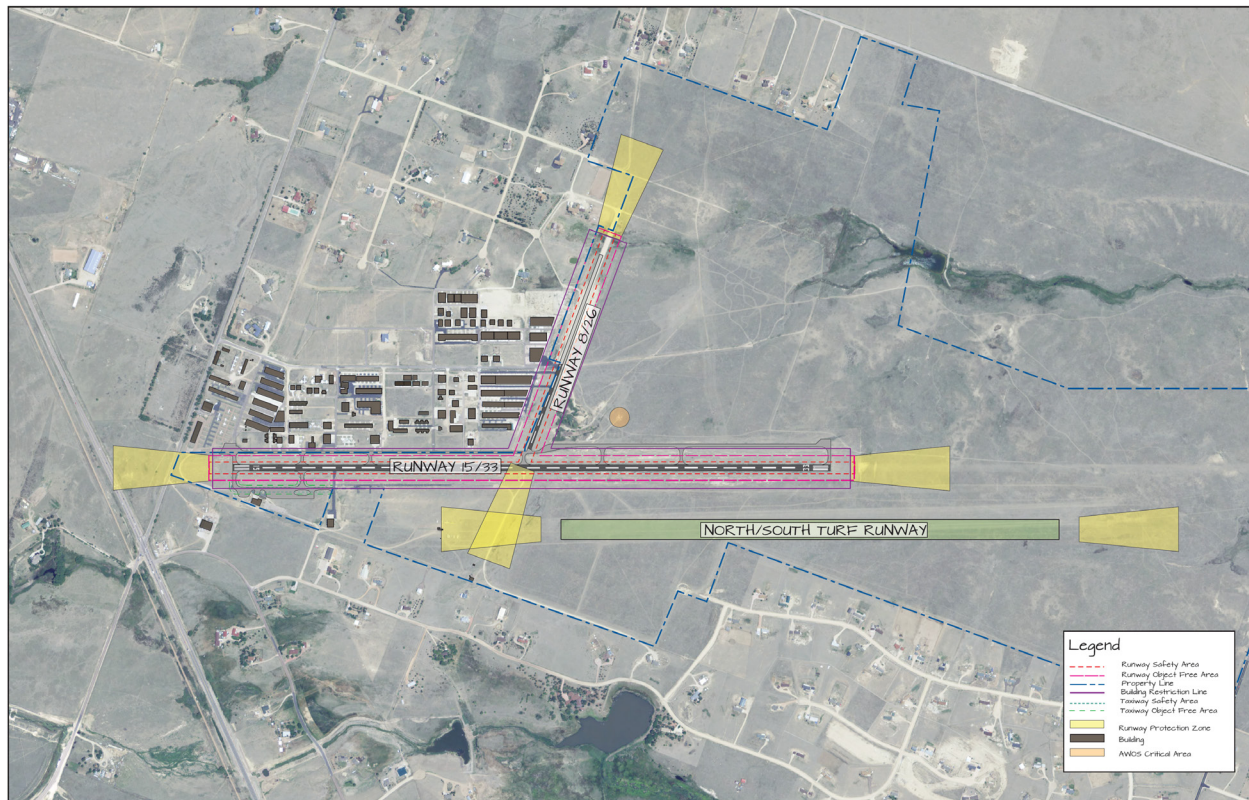 RUNWAY 8/26
RUNWAY 15/33
NORTH/SOUTH TURF RUNWAY
Legend
Runway Safety Area
Runway Object Free Area
Property Line
Building Restriction Line
Taxiway Safety Area
Taxiway Object Free Area
Runway Protection Zone
Building
AWOS Critical Area